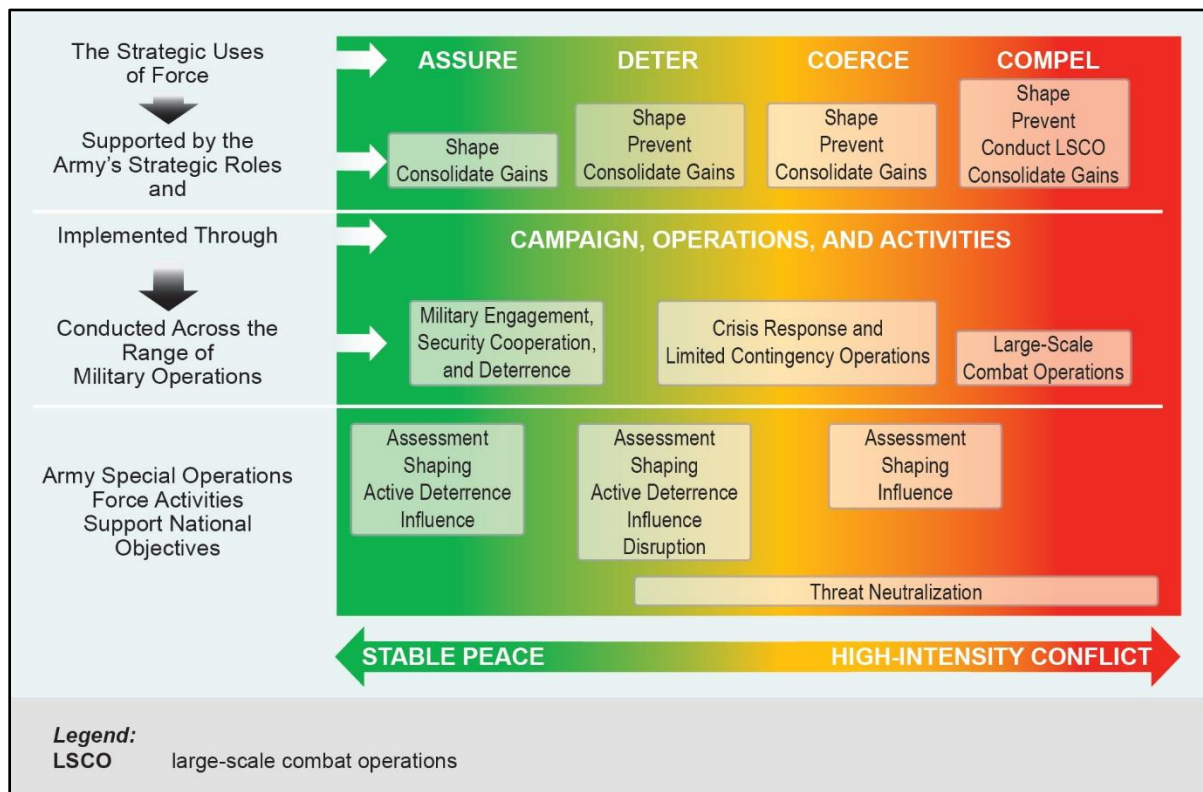 The Strategic Uses
of Force
ASSURE
DETER
COERCE
COMPEL
Supported by the
Army's Strategic Roles
and
Shape
Consolidate Gains
Shape
Prevent
Consolidate Gains
Shape
Prevent
Consolidate Gains
Shape
Prevent
Conduct LSCO
Consolidate Gains
Implemented Through
CAMPAIGN, OPERATIONS, AND ACTIVITIES
Conducted Across the
Range of
Military Operations
Military Engagement,
Security Cooperation,
and Deterrence
Crisis Response and
Limited Contingency Operations
Large-Scale
Combat Operations
Army Special Operations
Force Activities
Support National
Objectives
Assessment
Shaping
Active Deterrence
Influence
Assessment
Shaping
Active Deterrence
Influence
Disruption
Assessment
Shaping
Influence
Threat Neutralization
STABLE PEACE
HIGH-INTENSITY CONFLICT
Legend:
LSCO large-scale combat operations